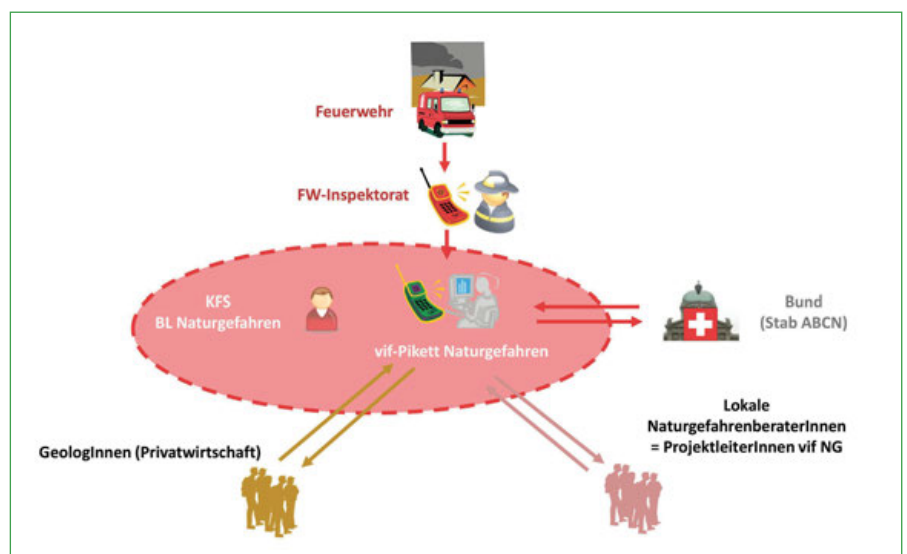 Feuerwehr
FW-Inspektorat
KFS
BL Naturgefahren
vif-Pikett Naturgefahren
Bund
(Stab ABCN)
Lokale
NaturgefahrenberaterInnen
= ProjektleiterInnen vif NG
GeologInnen (Privatwirtschaft)